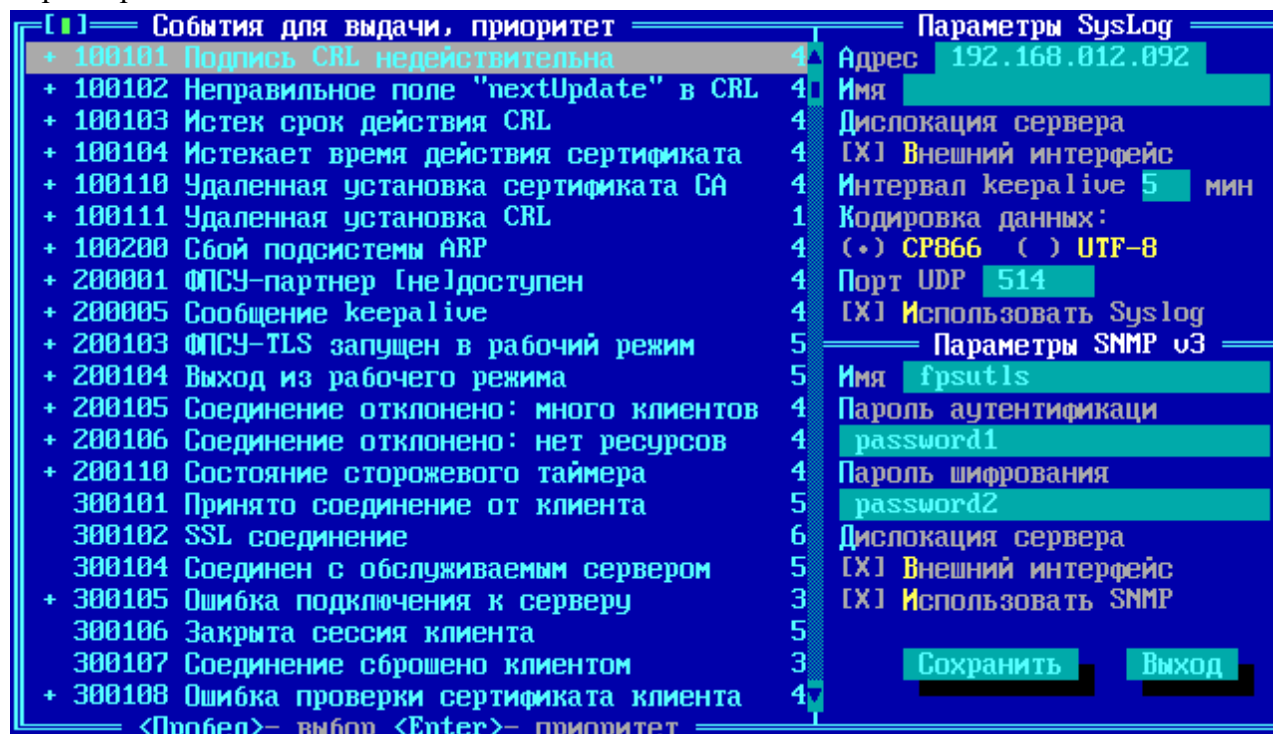 События для выдачи, приоритет
+ 100101 Подпись CRL недействительна 4
+ 100102 Неправильное поле "nextUpdate" в CRL 4
+ 100103 Истек срок действия CRL 4
+ 100104 Истекает время действия сертификата 4
+ 100110 Удаленная установка сертификата CA 4
+ 100111 Удаленная установка CRL 1
+ 100200 Сбой подсистемы ARP 4
+ 200001 ФПСУ-партнер [не]доступен 4
+ 200005 Сообщение keepalive 4
+ 200103 ФПСУ-TLS запущен в рабочий режим 5
+ 200104 Выход из рабочего режима 5
+ 200105 Соединение отклонено: много клиентов 4
+ 200106 Соединение отклонено: нет ресурсов 4
+ 200110 Состояние сторожевого таймера 4
300101 Принято соединение от клиента 5
300102 SSL соединение 6
300104 Соединен с обслуживаемым сервером 5
+ 300105 Ошибка подключения к серверу 3
300106 Закрыта сессия клиента 5
300107 Соединение сброшено клиентом 3
+ 300108 Ошибка проверки сертификата клиента 4
<Пробел>- выбор <Enter>- приоритет
Параметры SysLog
Адрес 192.168.012.092
Имя
Дислокация сервера
[X] Внешний интерфейс
Интервал keepalive 5 мин
Кодировка данных:
(•) CP866 ( ) UTF-8
Порт UDP 514
[X] Использовать Syslog
Параметры SNMP v3
Имя fpsutls
Пароль аутентификаци
password1
Пароль шифрования
password2
Дислокация сервера
[X] Внешний интерфейс
[X] Использовать SNMP
Сохранить Выход